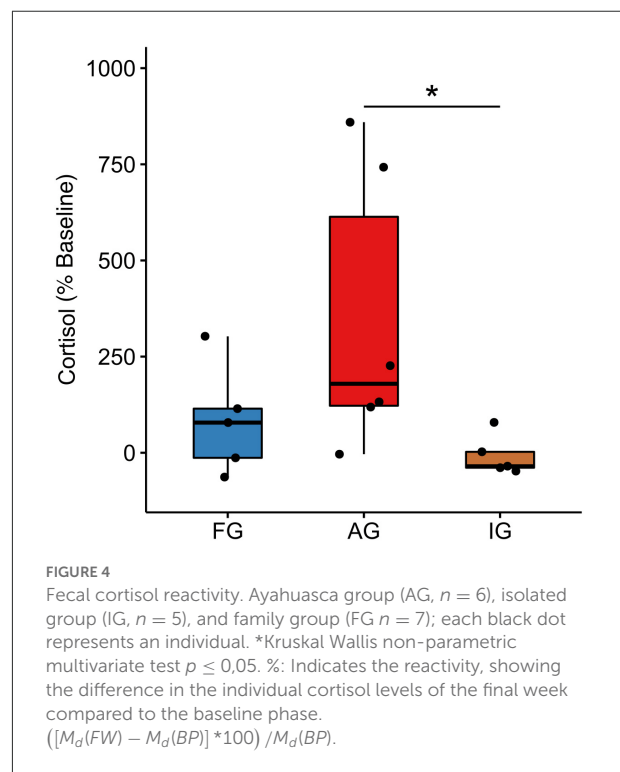 *
1000
750
500
250
0
Cortisol (% Baseline)
FG AG IG
FIGURE 4
Fecal cortisol reactivity. Ayahuasca group (AG, n = 6), isolated
group (IG, n = 5), and family group (FG n = 7); each black dot
represents an individual. *Kruskal Wallis non-parametric
multivariate test p ≤ 0,05. %: Indicates the reactivity, showing
the difference in the individual cortisol levels of the final week
compared to the baseline phase.
([M_d(FW) − M_d(BP)] *100) /M_d(BP).